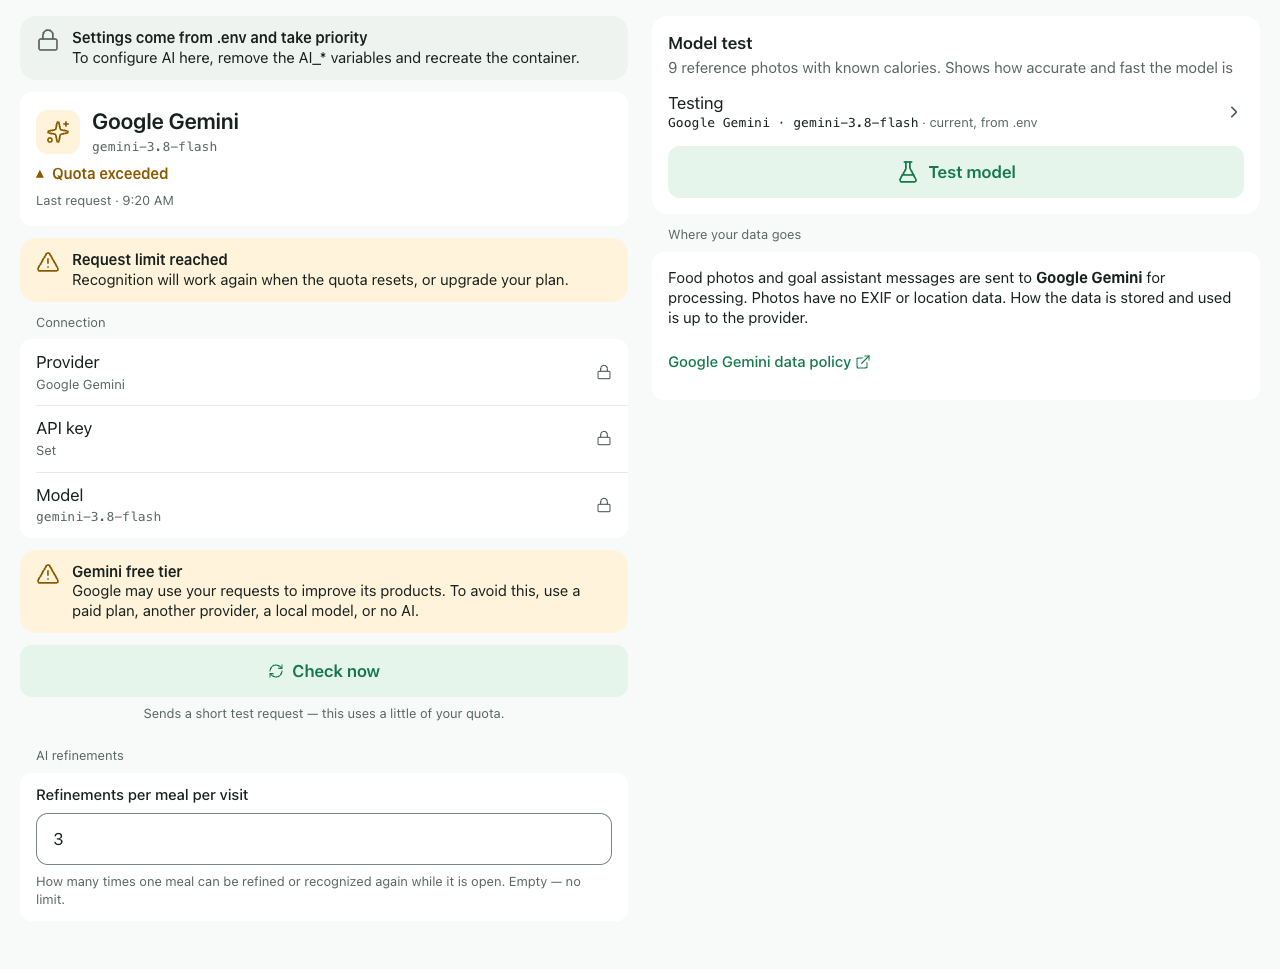 Settings come from .env and take priority
To configure AI here, remove the AI_* variables and recreate the container.
Google Gemini
gemini-3.8-flash
Quota exceeded
Last request · 9:20 AM
Request limit reached
Recognition will work again when the quota resets, or upgrade your plan.
Connection
Provider
Google Gemini
API key
Set
Model
gemini-3.8-flash
Gemini free tier
Google may use your requests to improve its products. To avoid this, use a
paid plan, another provider, a local model, or no AI.
Check now
Sends a short test request — this uses a little of your quota.
AI refinements
Refinements per meal per visit
3
How many times one meal can be refined or recognized again while it is open. Empty — no
limit.
Model test
9 reference photos with known calories. Shows how accurate and fast the model is
Testing
Google Gemini · gemini-3.8-flash · current, from .env
Test model
Where your data goes
Food photos and goal assistant messages are sent to Google Gemini for
processing. Photos have no EXIF or location data. How the data is stored and used
is up to the provider.
Google Gemini data policy